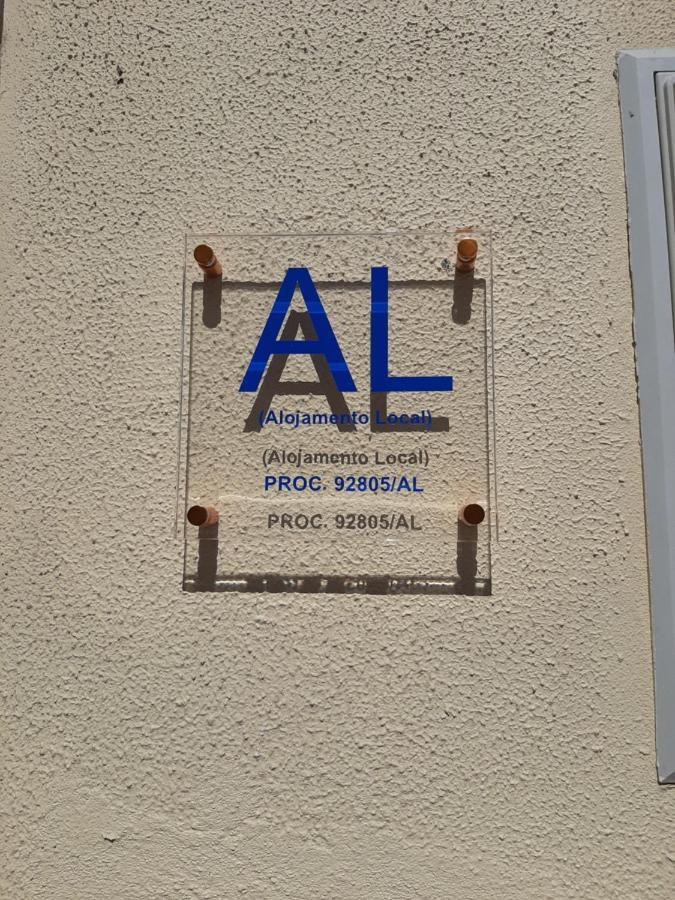 AL
(Alojamento Local)
PROC. 92805/AL